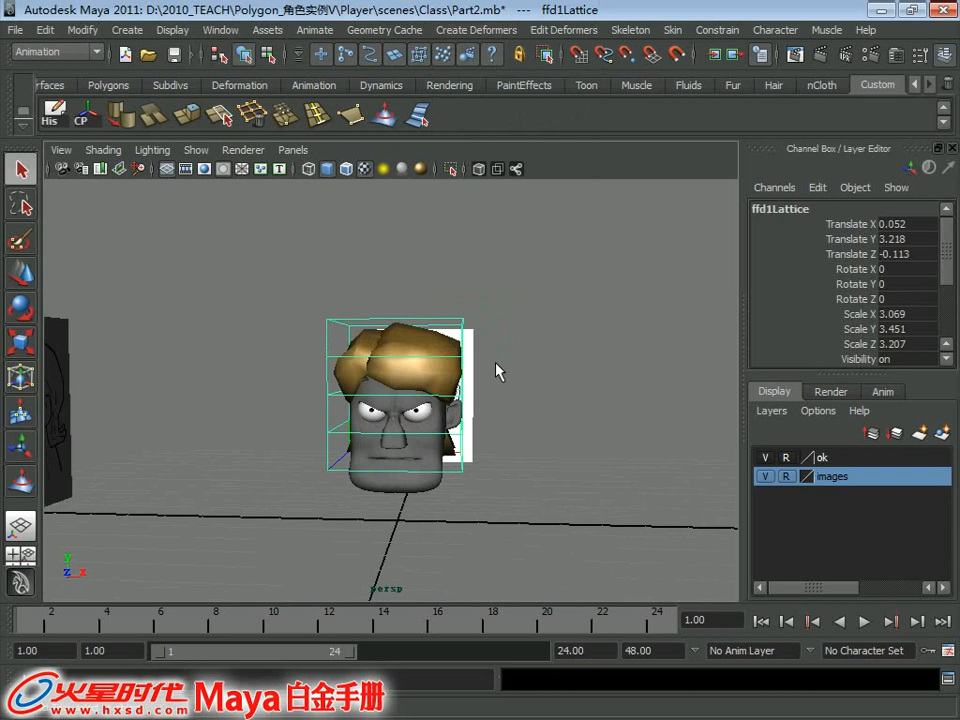 Autodesk Maya 2011: D:\2010_TEACH\Polygon_角色实例V\Player\scenes\Class\Part2.mb* --- ffd1Lattice
File Edit Modify Create Display Window Assets Animate Geometry Cache Create Deformers Edit Deformers Skeleton Skin Constrain Character Muscle Help
Animation
rfaces Polygons Subdivs Deformation Animation Dynamics Rendering PaintEffects Toon Muscle Fluids Fur Hair nCloth Custom
His CP
View Shading Lighting Show Renderer Panels
Channel Box / Layer Editor
Channels Edit Object Show
ffd1Lattice
Translate X 0.052
Translate Y 3.218
Translate Z -0.113
Rotate X 0
Rotate Y 0
Rotate Z 0
Scale X 3.069
Scale Y 3.451
Scale Z 3.207
Visibility on
Display Render Anim
Layers Options Help
V R ok
V R images
Y
Z X
persp
2 4 6 8 10 12 14 16 18 20 22 24 1.00
1.00 1.00 1 24 24.00 48.00 No Anim Layer No Character Set
火星时代 Maya 白金手册
www.hxsd.com